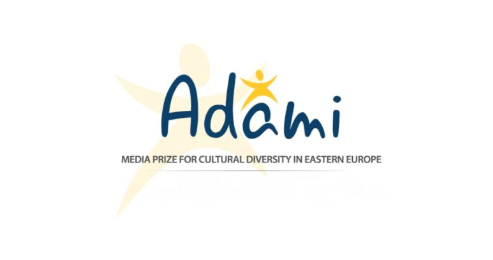 Adami
MEDIA PRIZE FOR CULTURAL DIVERSITY IN EASTERN EUROPE